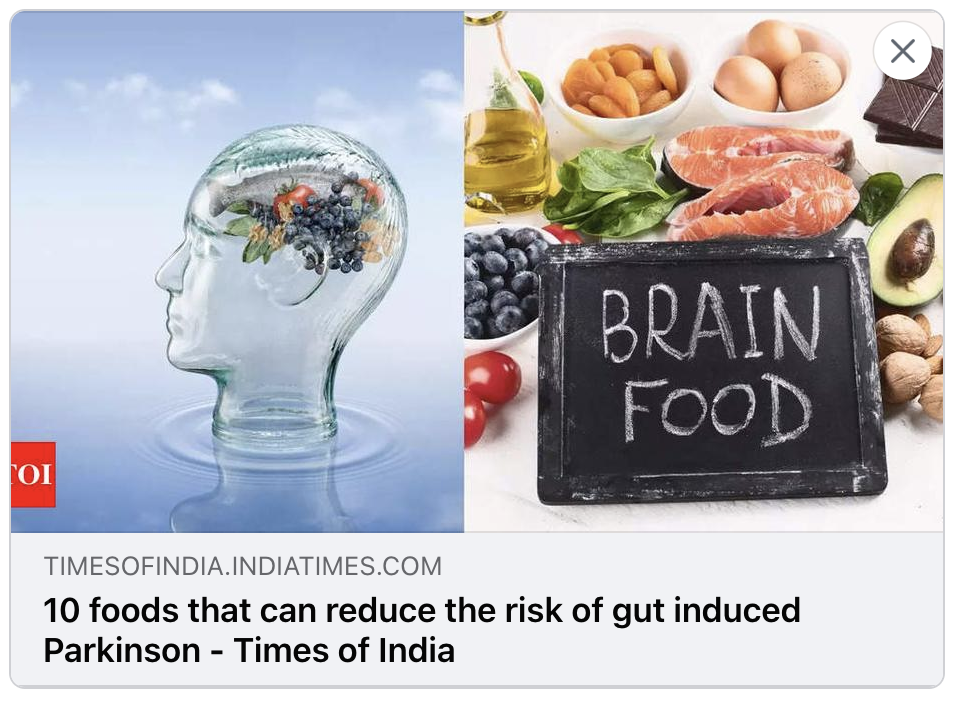 BRAIN
FOOD
TOI
TIMESOFINDIA.INDIATIMES.COM
10 foods that can reduce the risk of gut induced
Parkinson - Times of India